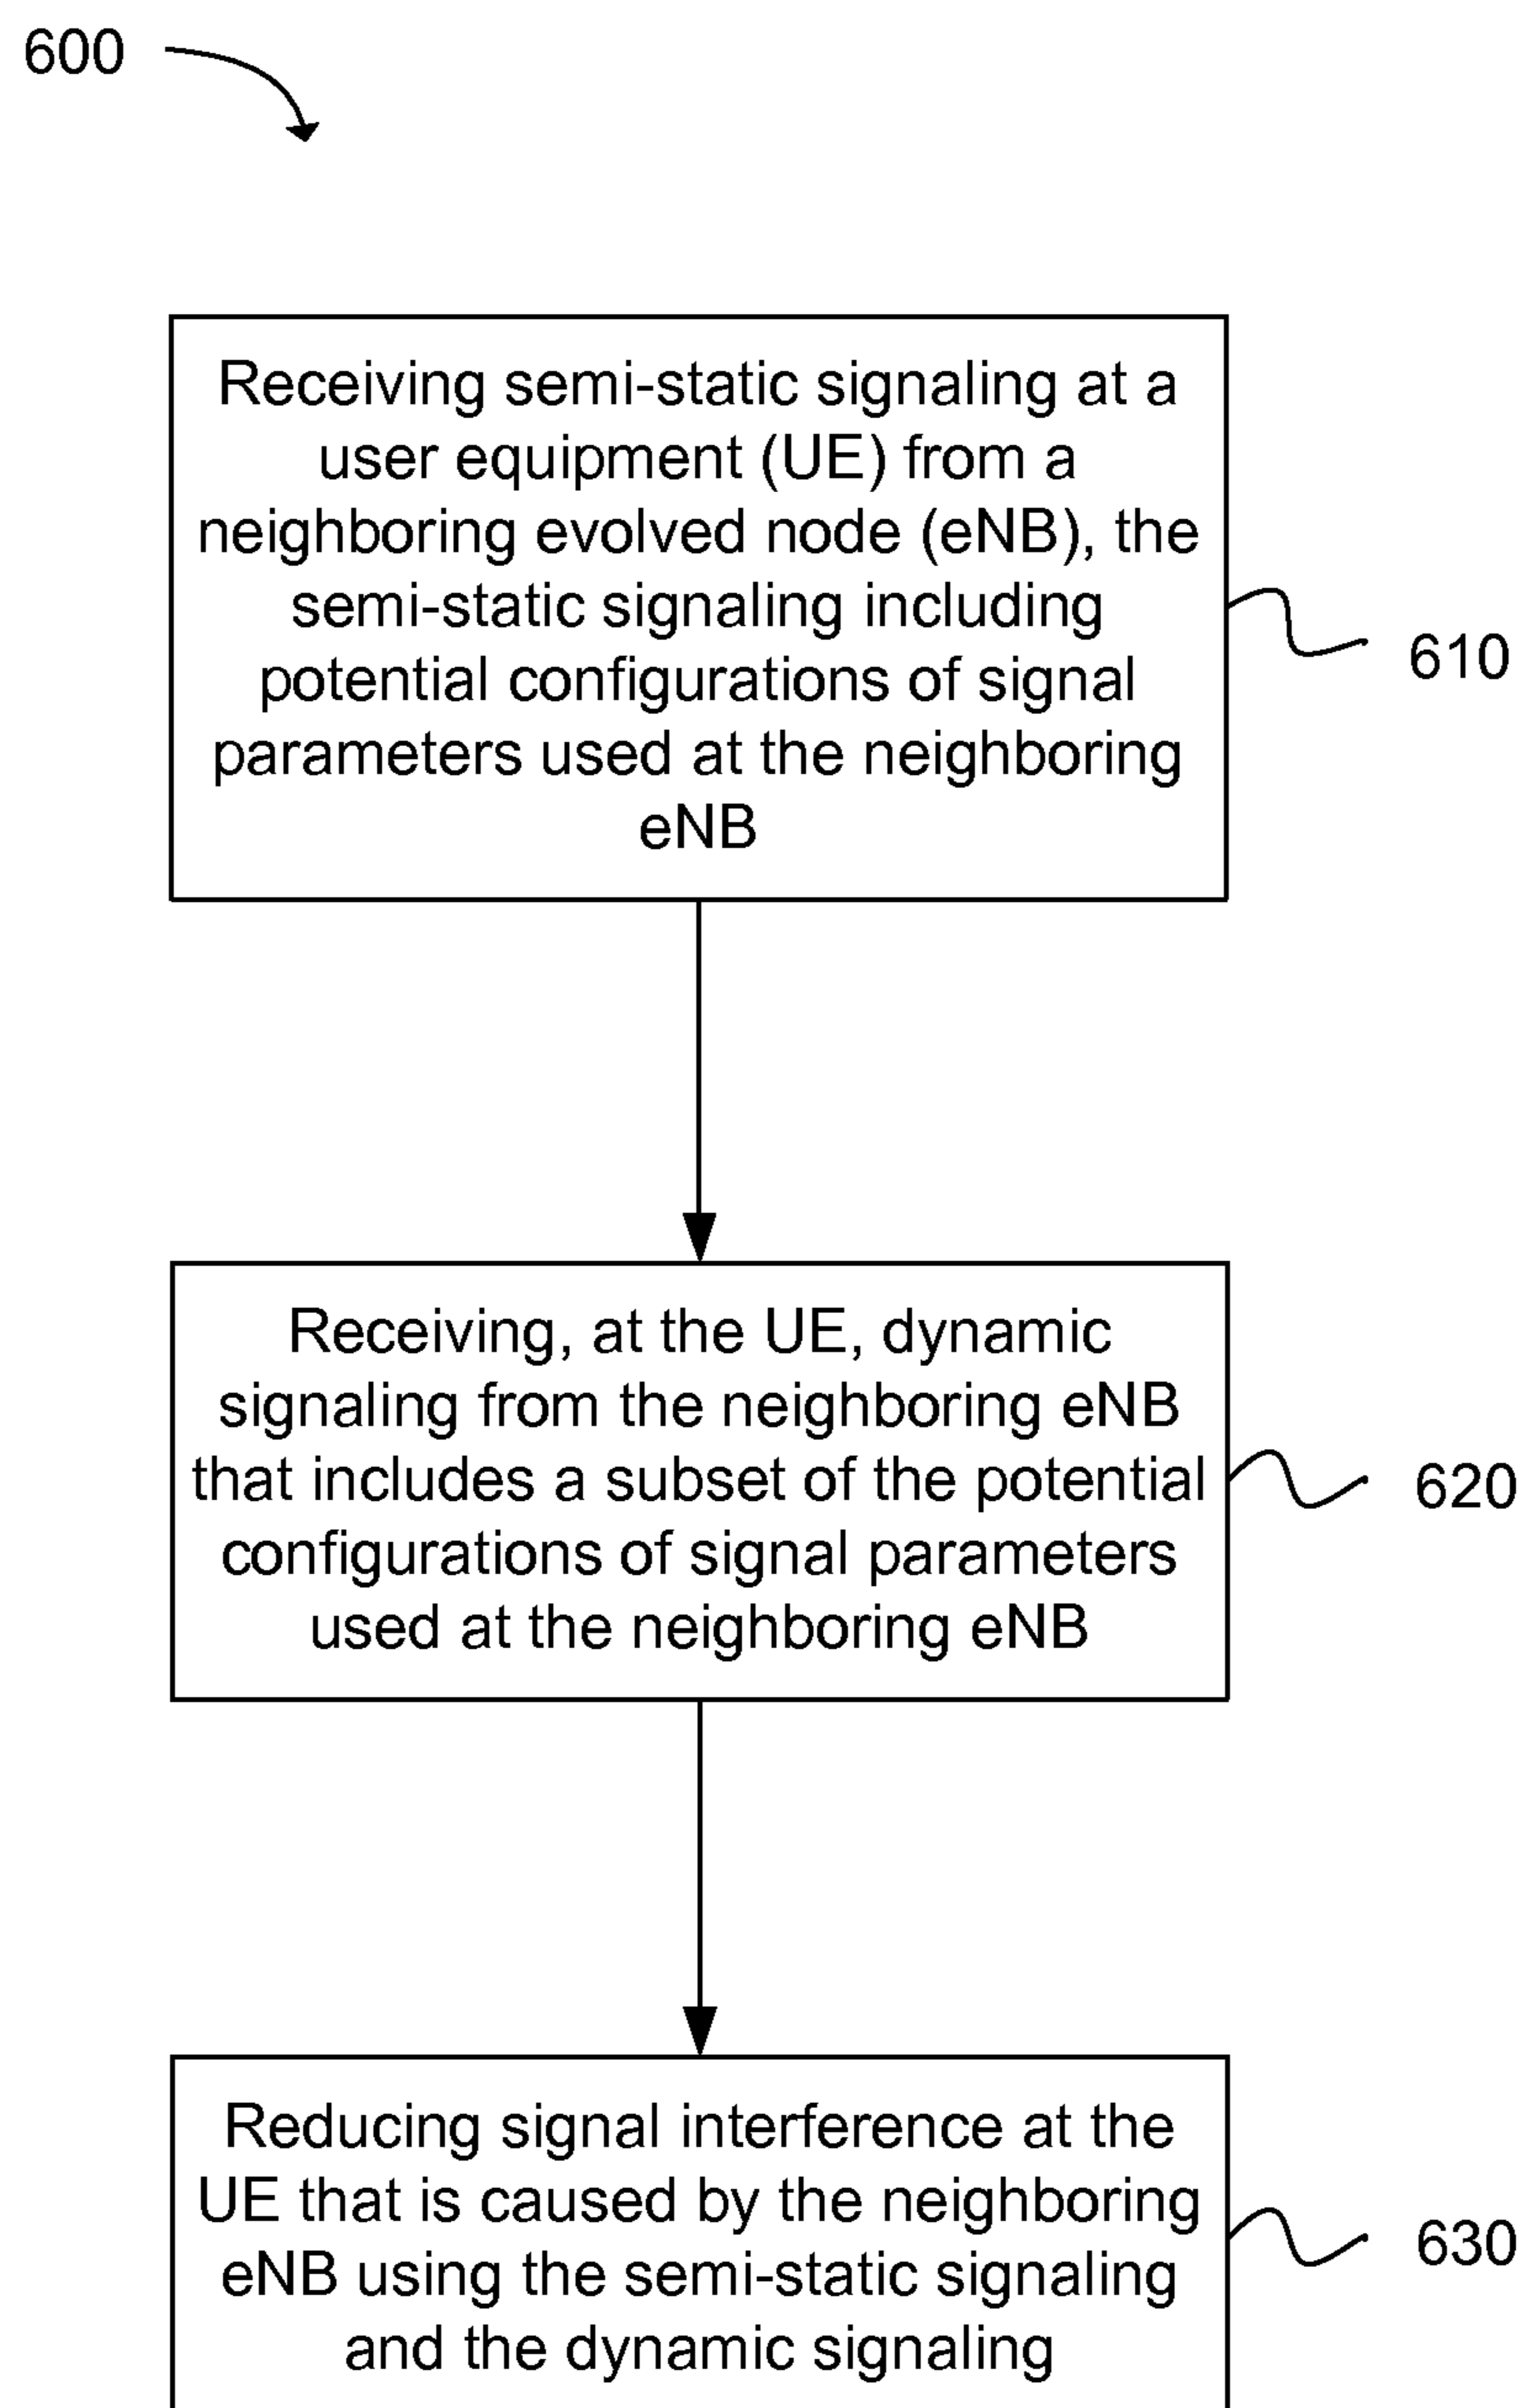 600
Receiving semi-static signaling at a
user equipment (UE) from a
neighboring evolved node (eNB), the
semi-static signaling including
potential configurations of signal
parameters used at the neighboring
eNB
610
Receiving, at the UE, dynamic
signaling from the neighboring eNB
that includes a subset of the potential
configurations of signal parameters
used at the neighboring eNB
620
Reducing signal interference at the
UE that is caused by the neighboring
eNB using the semi-static signaling
and the dynamic signaling
630